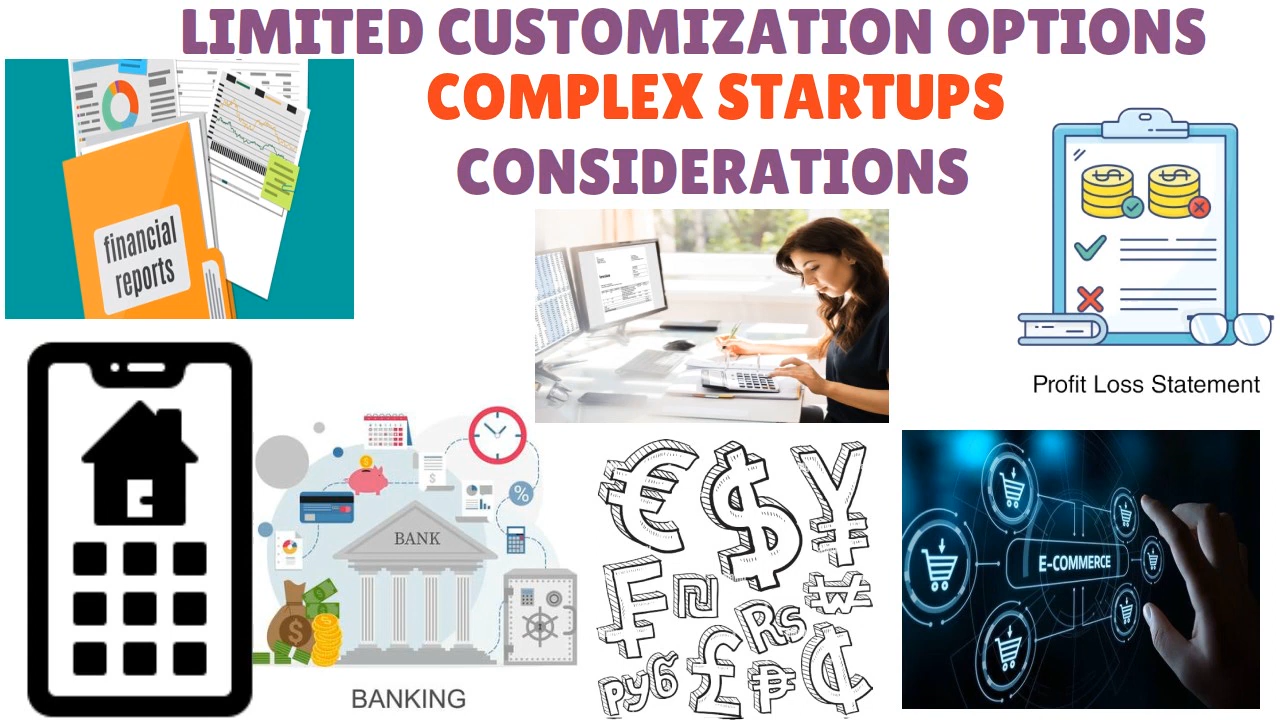 LIMITED CUSTOMIZATION OPTIONS
COMPLEX STARTUPS
CONSIDERATIONS
financial
reports
Profit Loss Statement
BANK
E-COMMERCE
€ $ ¥
₣ ₪ Rs ₩
руб £ ₱ ₵
BANKING